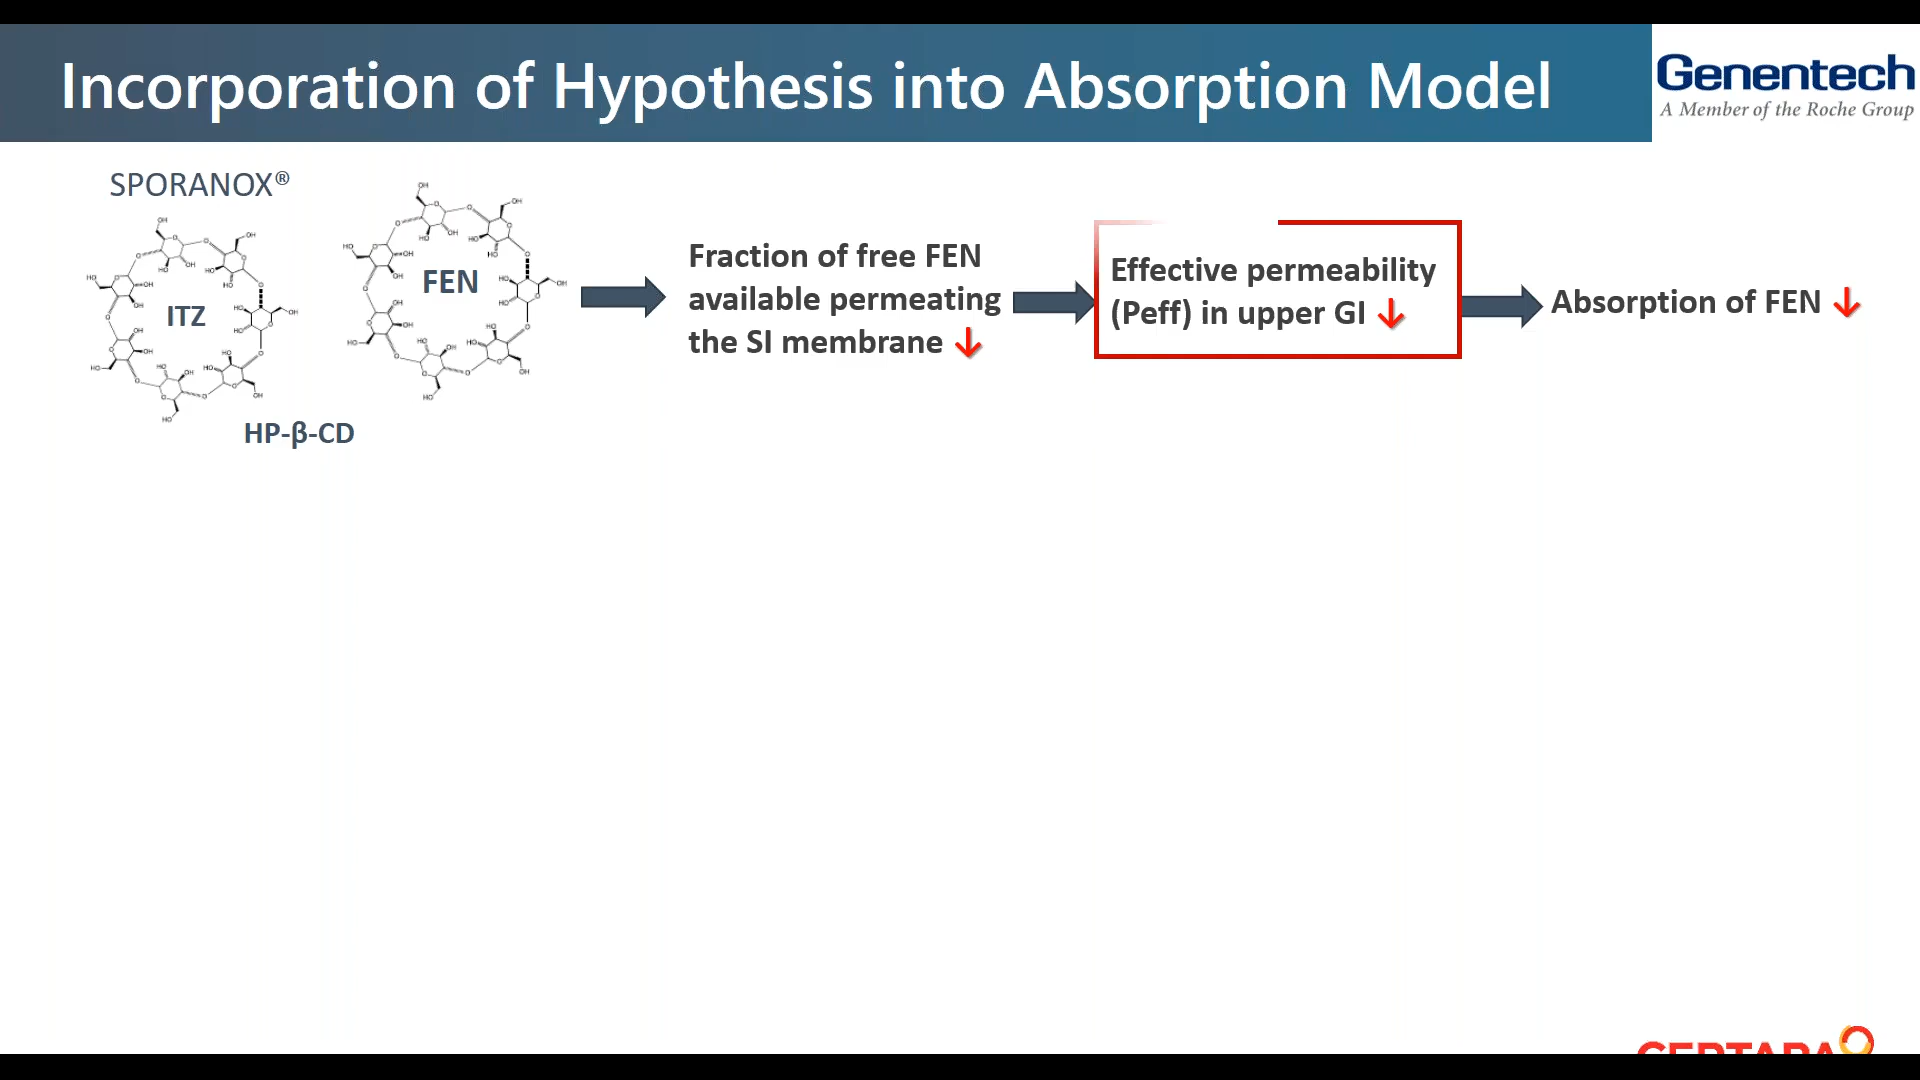 Incorporation of Hypothesis into Absorption Model
Genentech
A Member of the Roche Group
SPORANOX®
ITZ
FEN
HP-β-CD
Fraction of free FEN
available permeating
the SI membrane ↓
Effective permeability
(Peff) in upper GI ↓
Absorption of FEN ↓
CERTARA